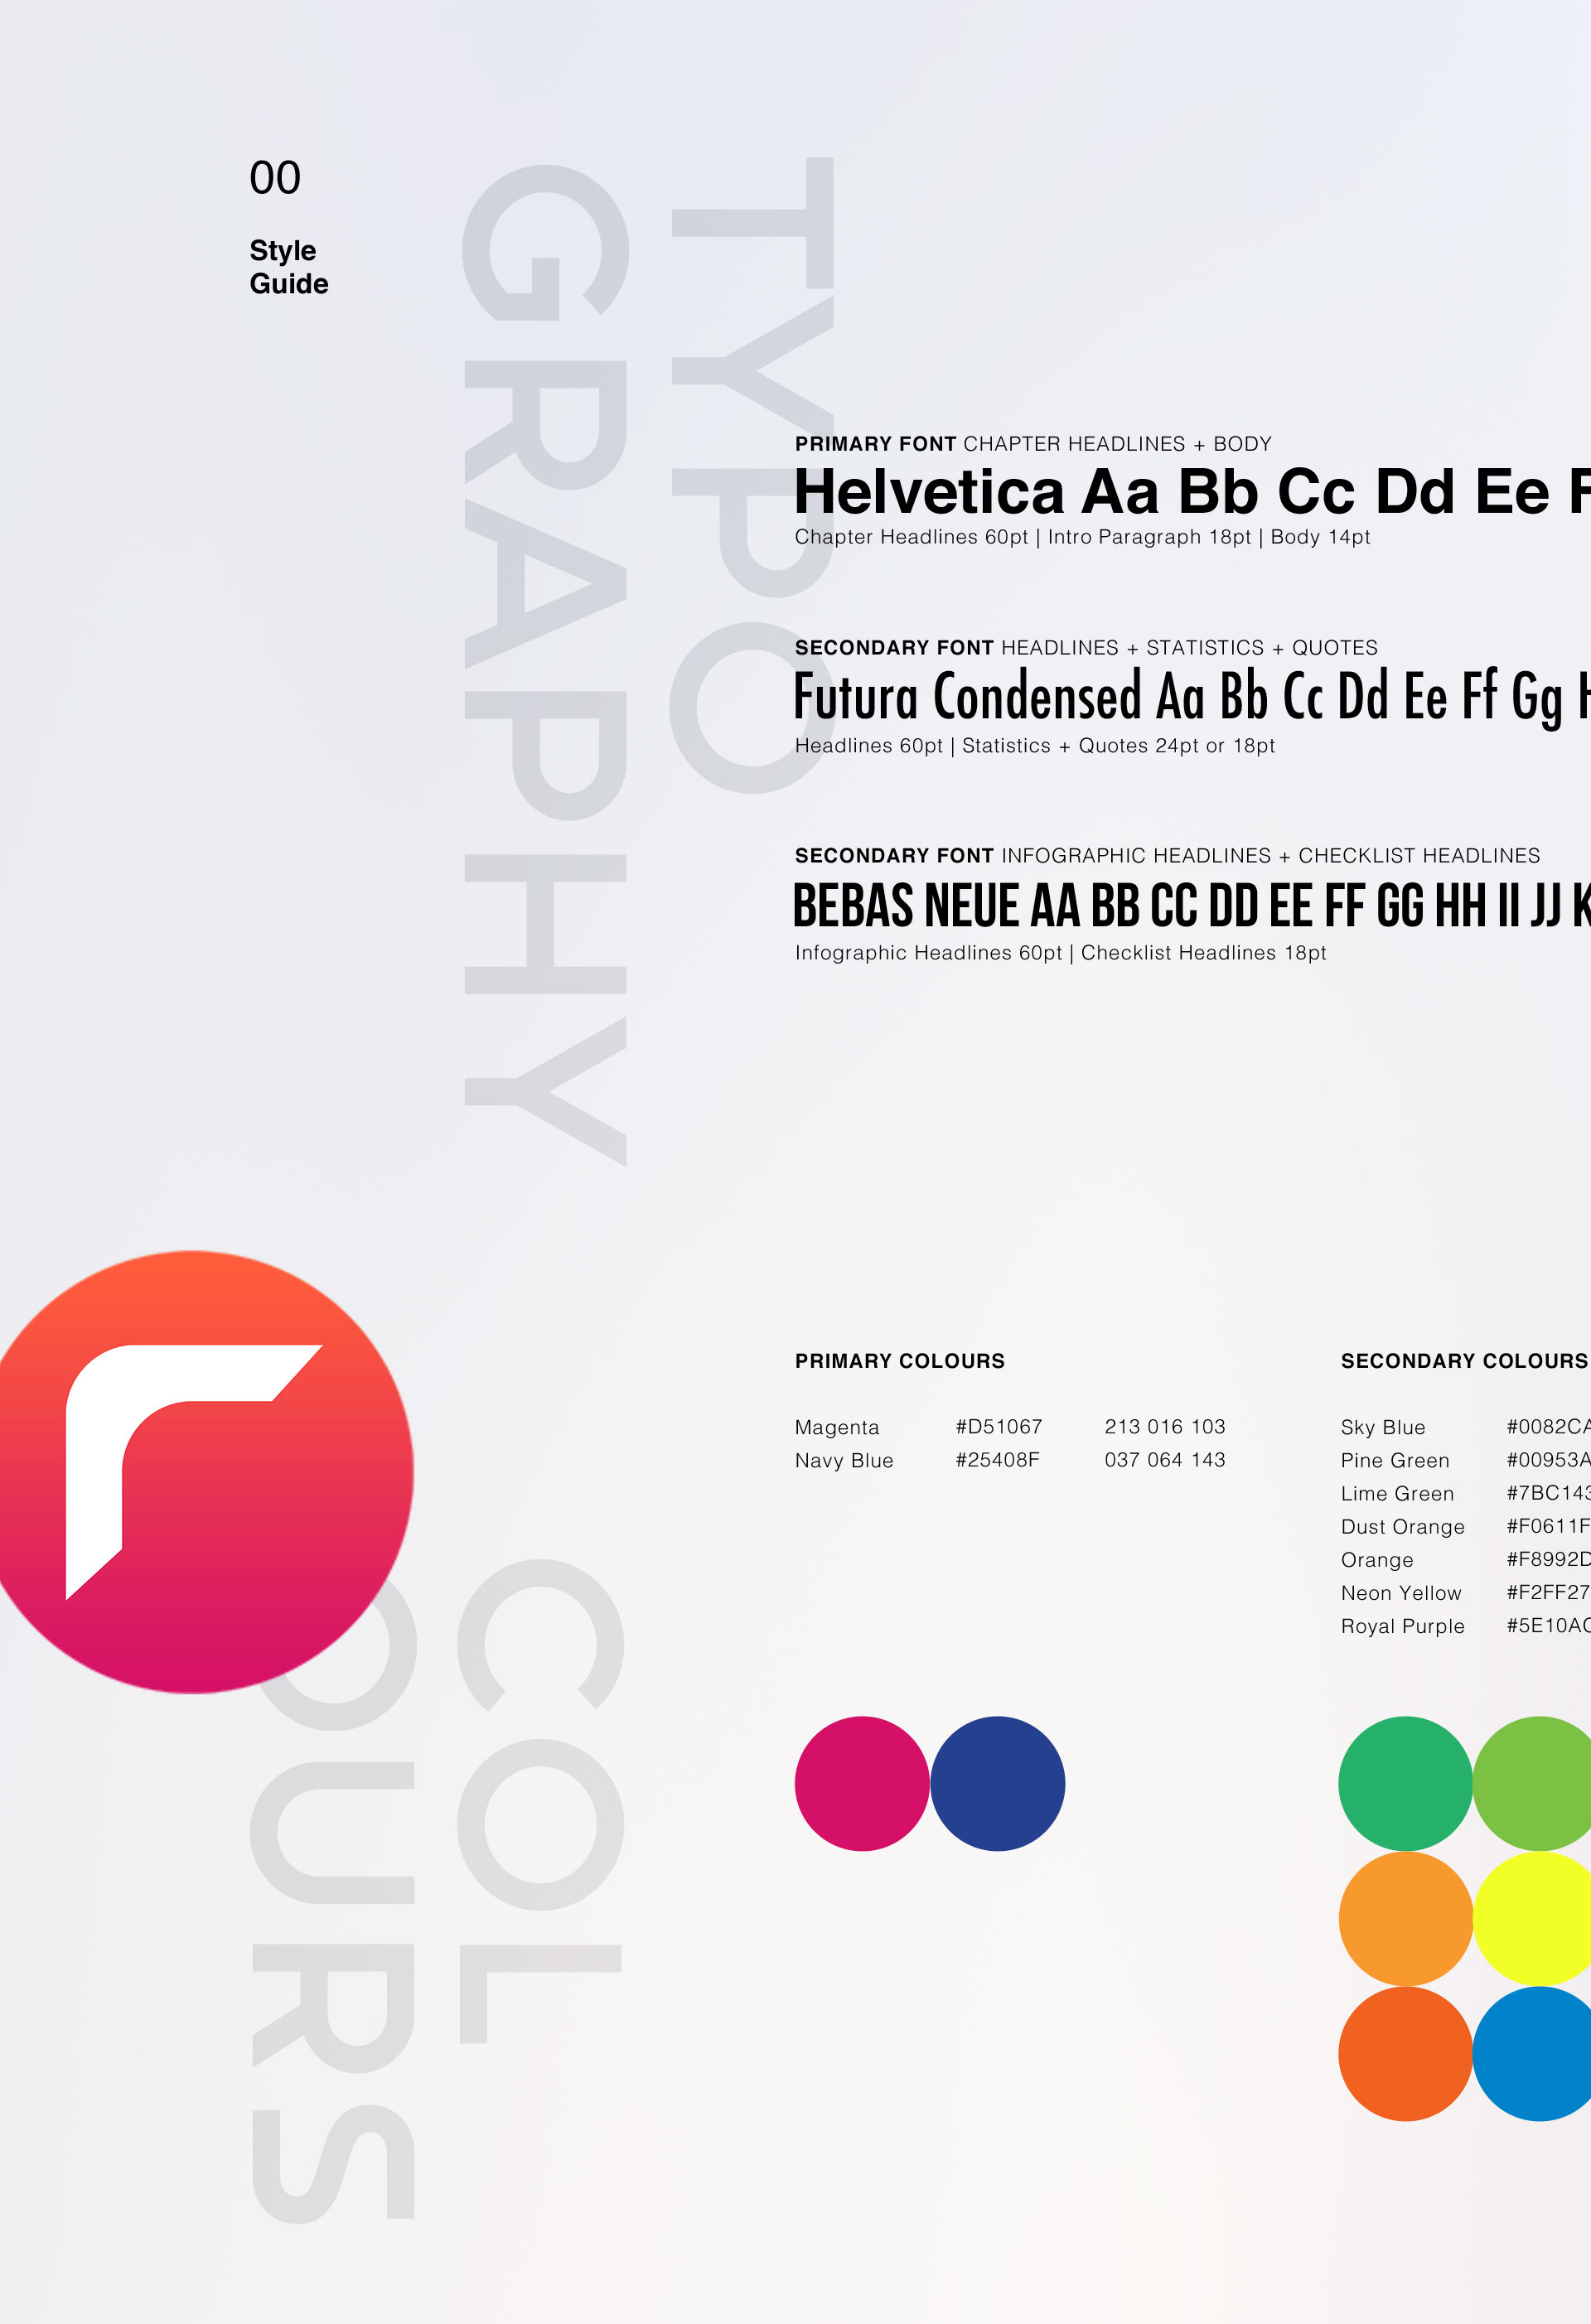 00
Style
Guide
TYPO
GRAPHY
PRIMARY FONT CHAPTER HEADLINES + BODY
Helvetica Aa Bb Cc Dd Ee F
Chapter Headlines 60pt | Intro Paragraph 18pt | Body 14pt
SECONDARY FONT HEADLINES + STATISTICS + QUOTES
Futura Condensed Aa Bb Cc Dd Ee Ff Gg H
Headlines 60pt | Statistics + Quotes 24pt or 18pt
SECONDARY FONT INFOGRAPHIC HEADLINES + CHECKLIST HEADLINES
BEBAS NEUE AA BB CC DD EE FF GG HH II JJ K
Infographic Headlines 60pt | Checklist Headlines 18pt
COL
OURS
PRIMARY COLOURS
Magenta #D51067 213 016 103
Navy Blue #25408F 037 064 143
SECONDARY COLOURS
Sky Blue #0082CA
Pine Green #00953A
Lime Green #7BC143
Dust Orange #F0611F
Orange #F8992D
Neon Yellow #F2FF27
Royal Purple #5E10A